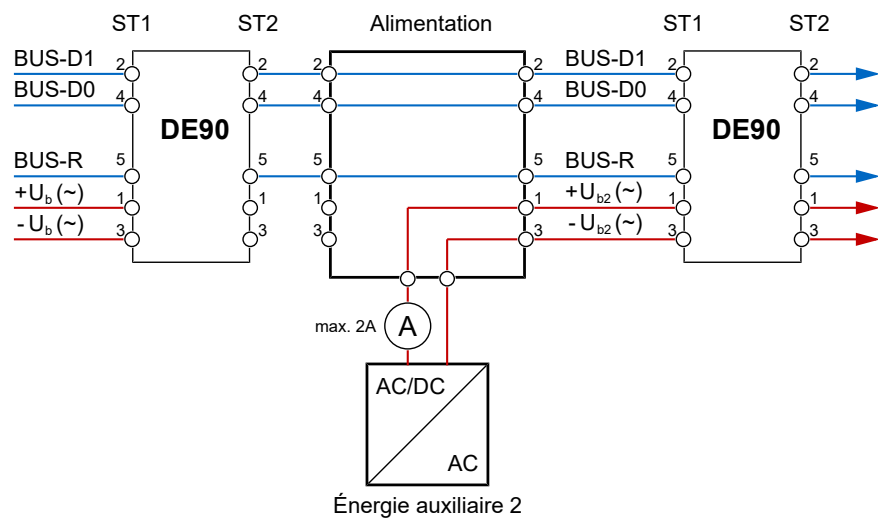 ST1 ST2 Alimentation ST1 ST2
BUS-D1 2 2 2 2 BUS-D1 2 2
BUS-D0 4 4 4 4 BUS-D0 4 4
DE90 DE90
BUS-R 5 5 5 5 BUS-R 5 5
+Ub (~) 1 1 1 1 +Ub2 (~) 1 1
-Ub (~) 3 3 3 3 -Ub2 (~) 3 3
max. 2A A
AC/DC
AC
Énergie auxiliaire 2